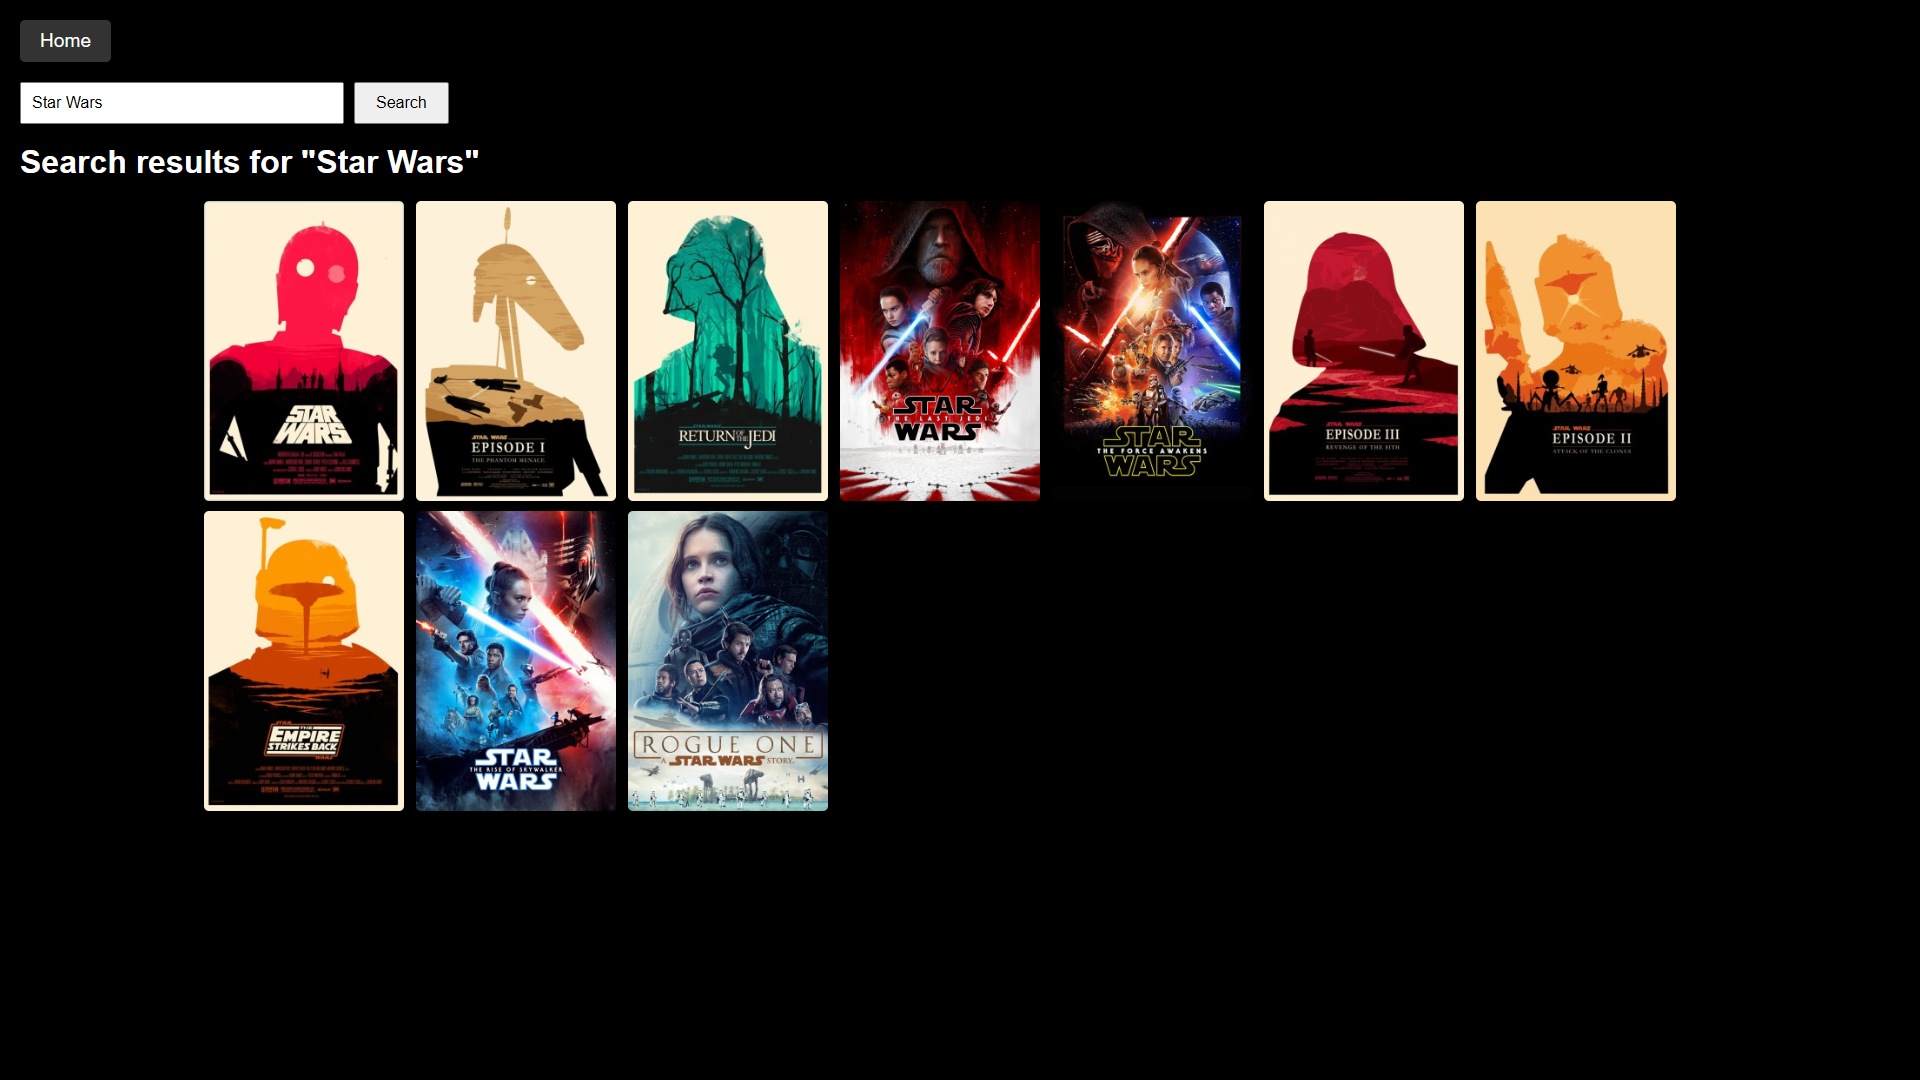 Home
Star Wars
Search
Search results for "Star Wars"
STAR
WARS
STAR WARS
EPISODE I
THE PHANTOM MENACE
STAR WARS
RETURN OF THE JEDI
STAR
THE LAST JEDI
WARS
STAR
THE FORCE AWAKENS
WARS
STAR WARS
EPISODE III
REVENGE OF THE SITH
STAR WARS
EPISODE II
ATTACK OF THE CLONES
STAR
THE
EMPIRE
STRIKES BACK
WARS
STAR
THE RISE OF SKYWALKER
WARS
ROGUE ONE
A STAR WARS STORY